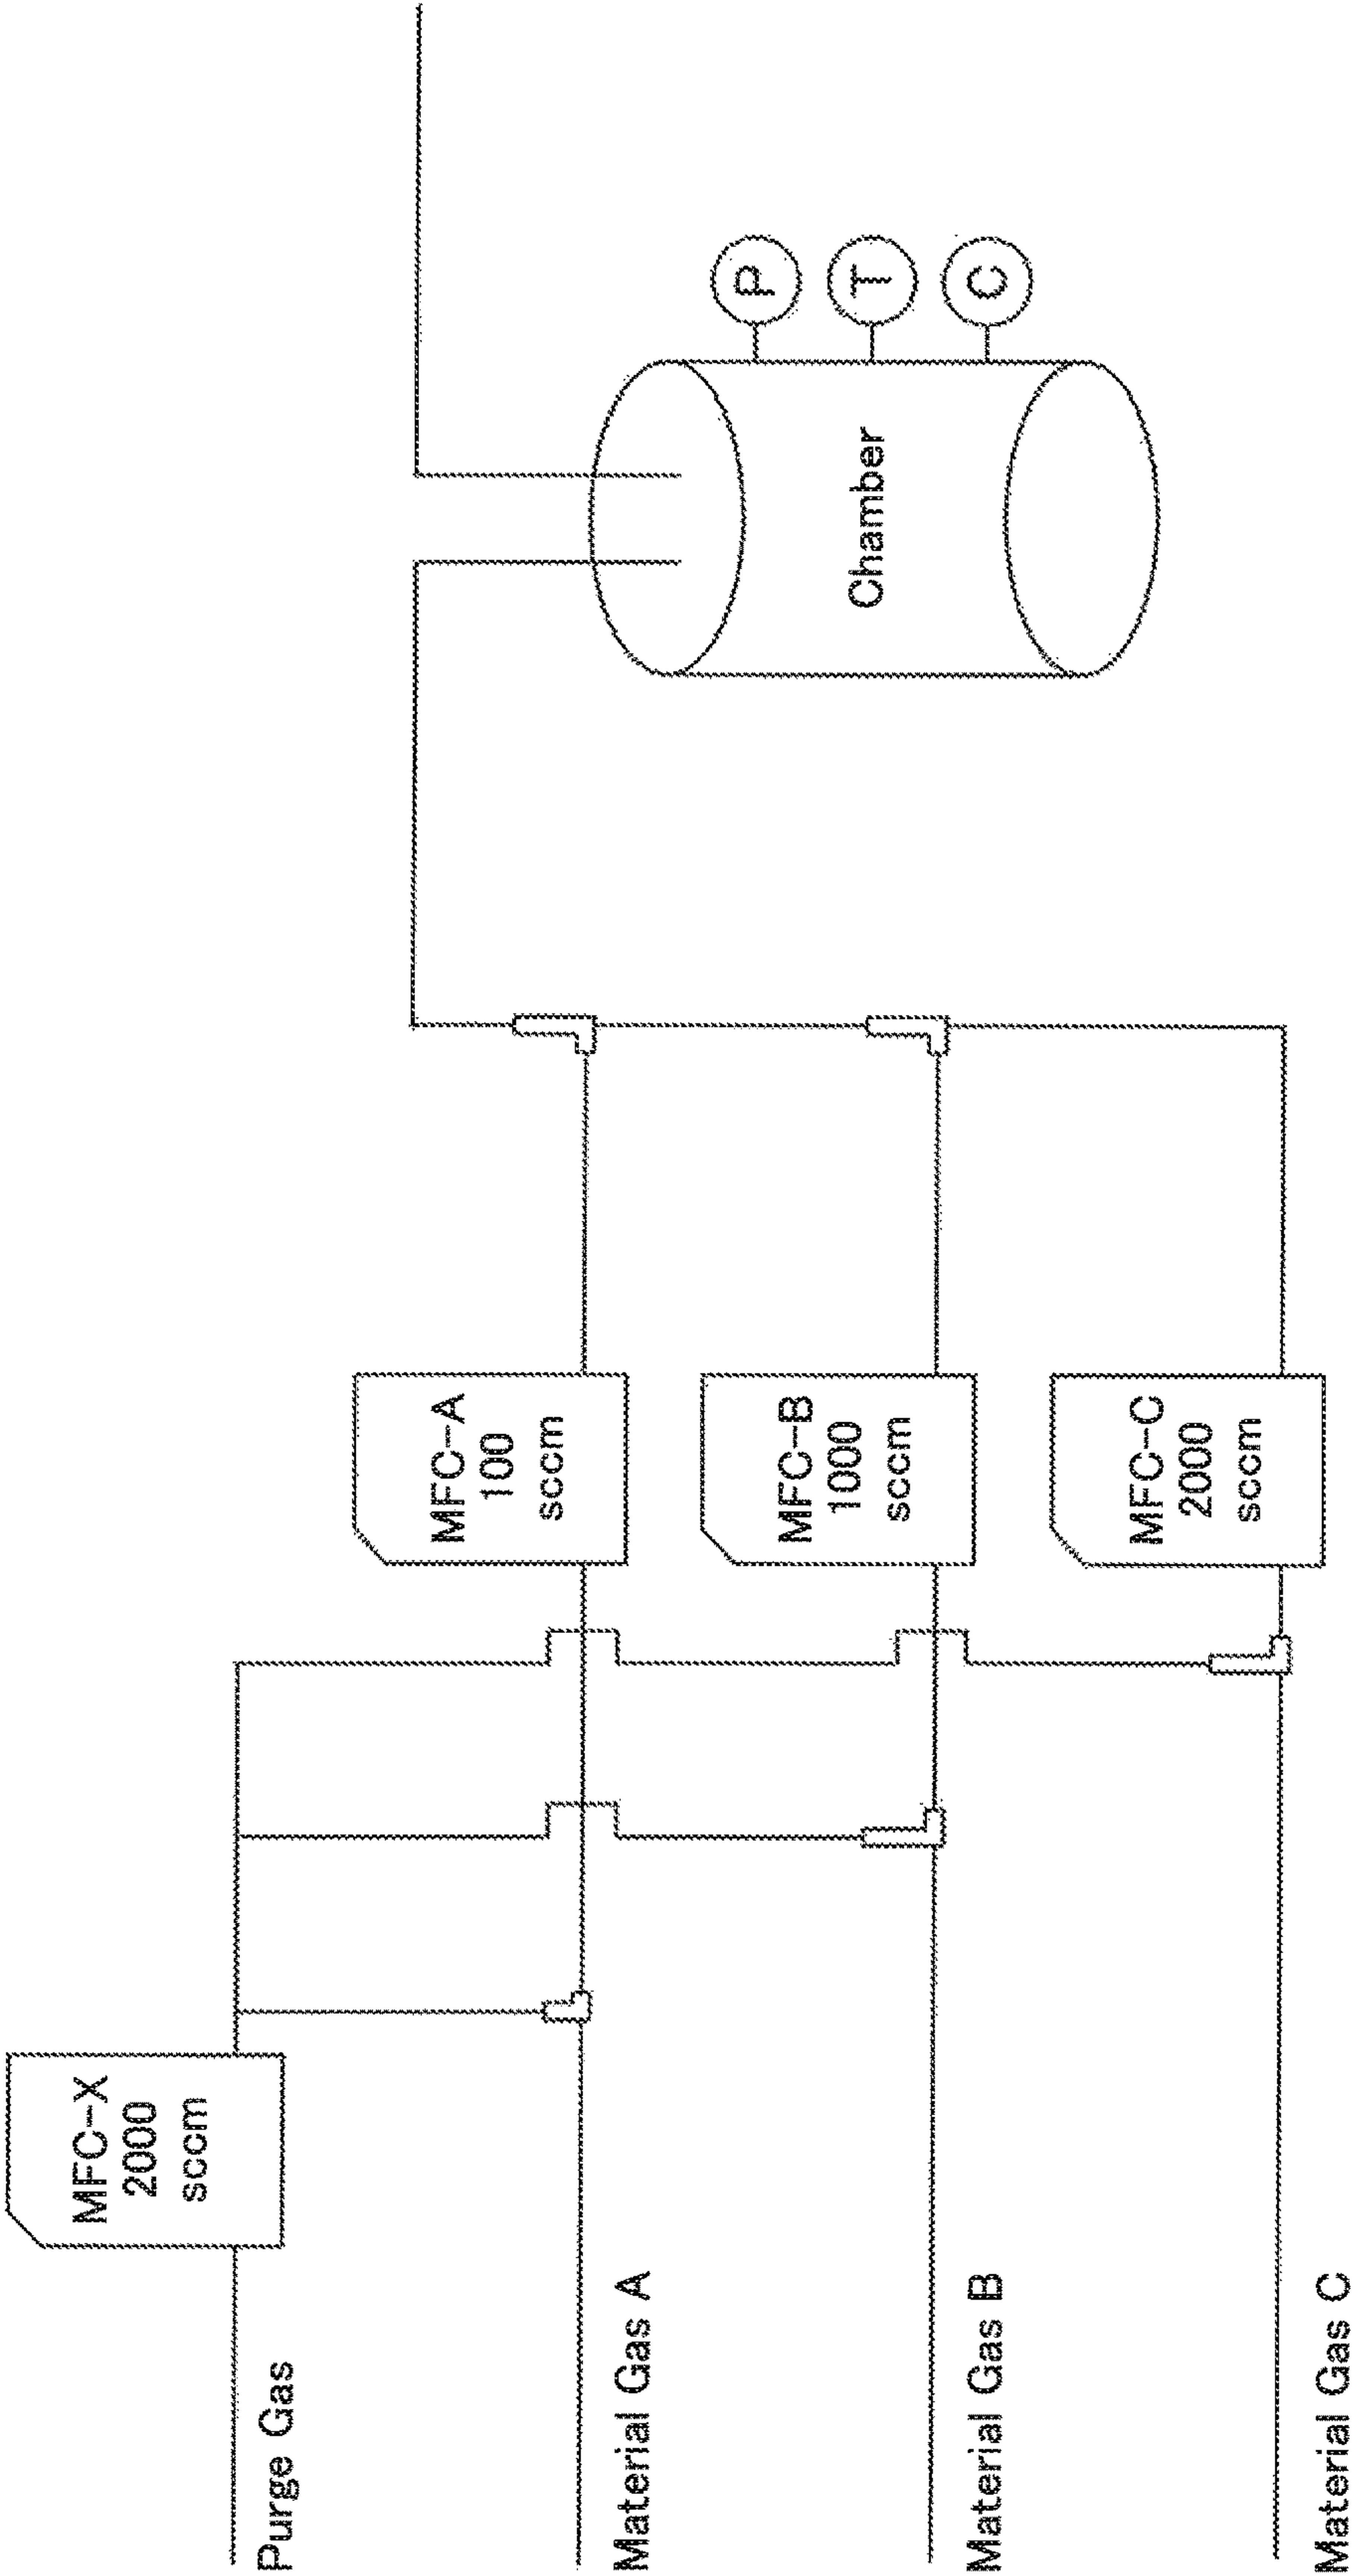 Purge Gas
MFC-X
2000
sccm
Material Gas A
MFC-A
100
sccm
Material Gas B
MFC-B
1000
sccm
Material Gas C
MFC-C
2000
sccm
Chamber
P
T
C